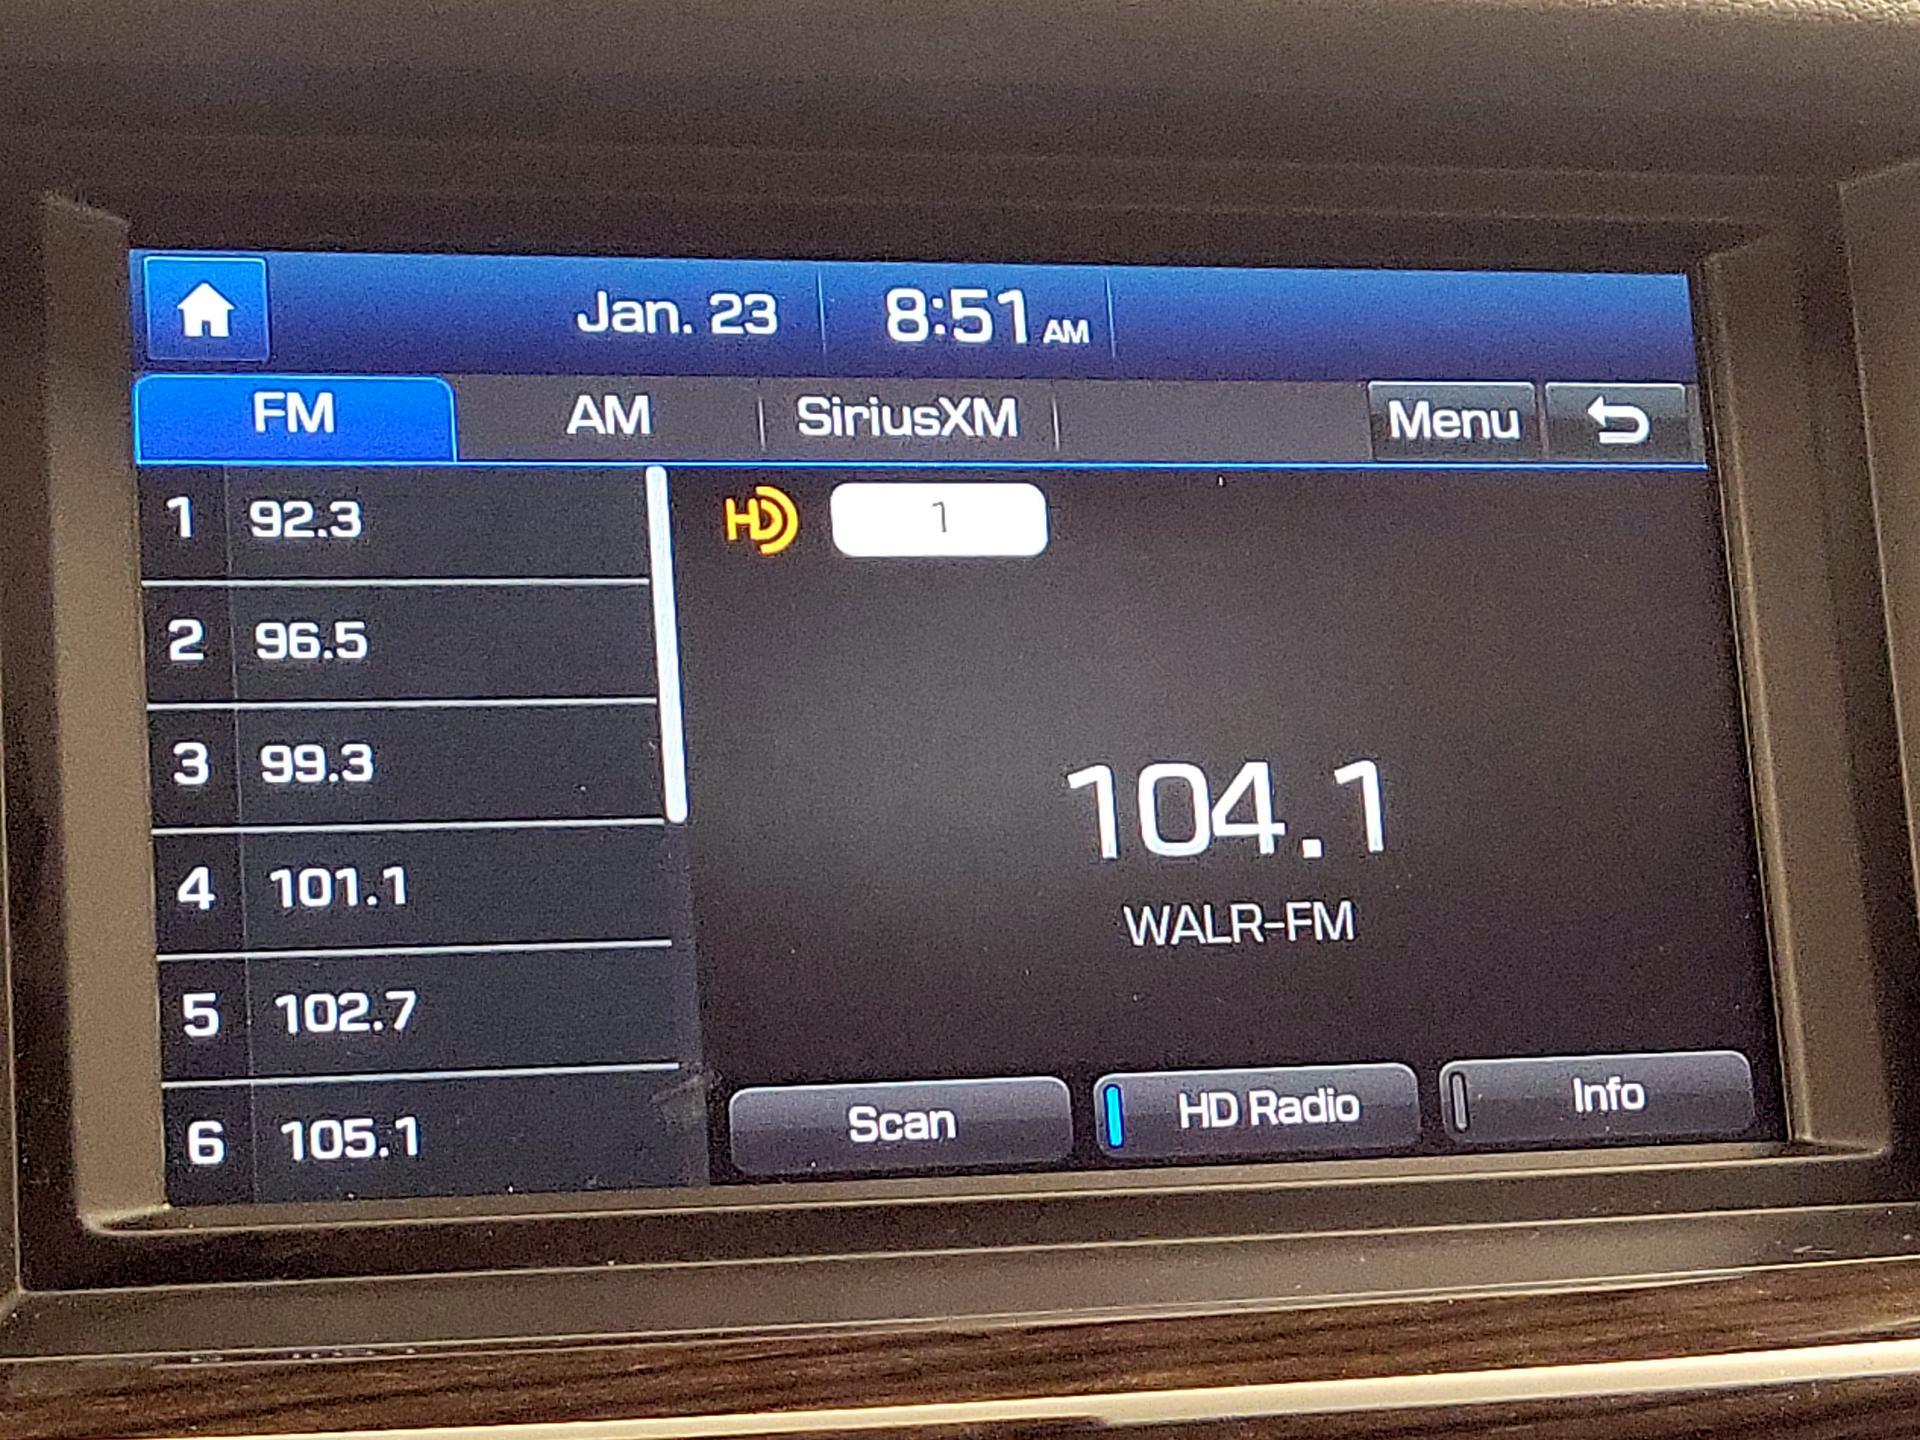 Jan. 23 8:51 AM
FM AM SiriusXM Menu
HD 1
1 92.3
2 96.5
3 99.3
4 101.1
5 102.7
6 105.1
104.1
WALR-FM
Scan HD Radio Info